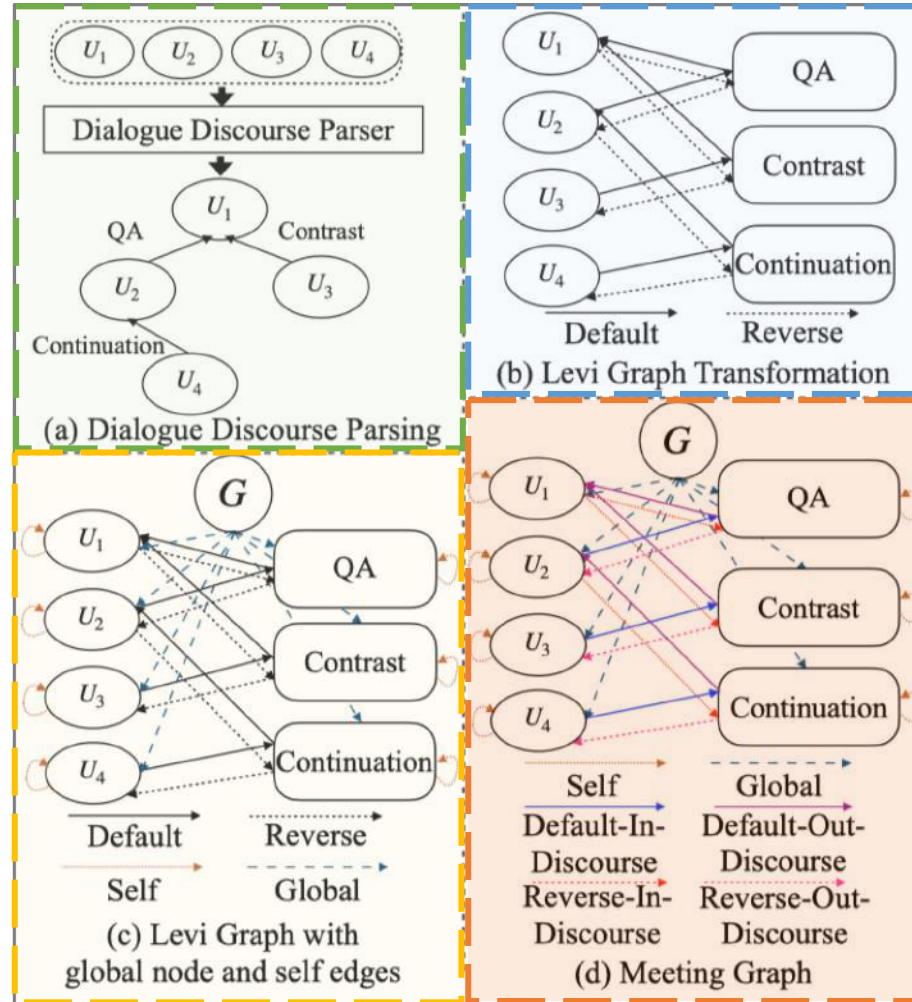 U1 U2 U3 U4
Dialogue Discourse Parser
U1
QA Contrast
U2 U3
Continuation
U4
(a) Dialogue Discourse Parsing
U1 QA
U2
Contrast
U3
U4 Continuation
Default Reverse
(b) Levi Graph Transformation
G
U1 QA
U2
Contrast
U3
U4 Continuation
Default Reverse
Self Global
(c) Levi Graph with
global node and self edges
G
U1 QA
U2
Contrast
U3
U4 Continuation
Self Global
Default-In- Default-Out-
Discourse Discourse
Reverse-In- Reverse-Out-
Discourse Discourse
(d) Meeting Graph